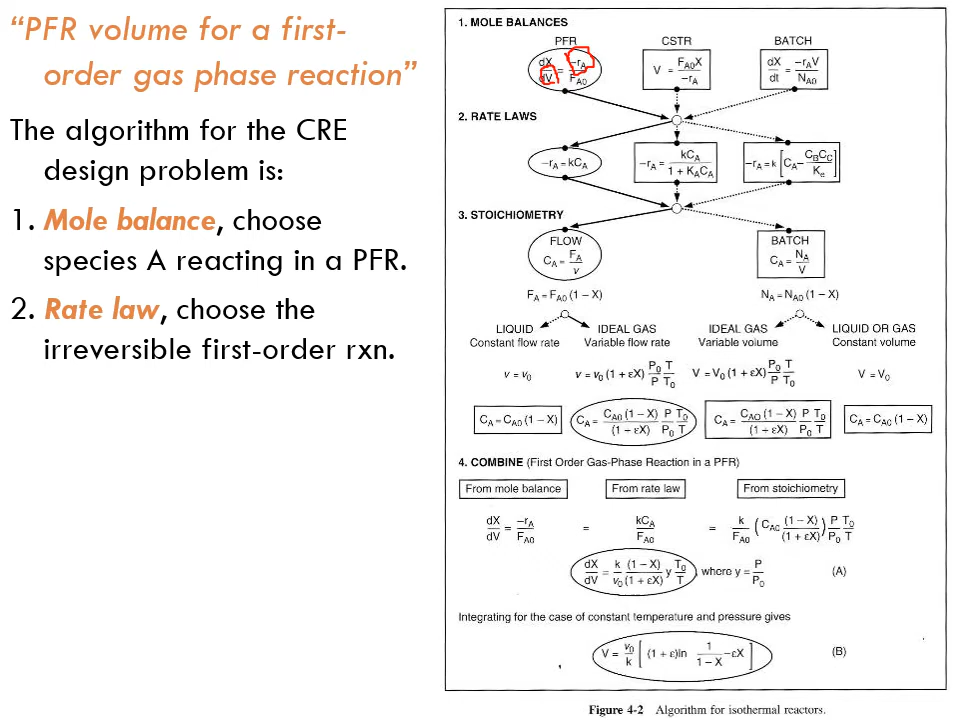 “PFR volume for a first-
order gas phase reaction”
The algorithm for the CRE
design problem is:
1. Mole balance, choose
species A reacting in a PFR.
2. Rate law, choose the
irreversible first-order rxn.
1. MOLE BALANCES
PFR CSTR BATCH
dX/dV = -rA/FA0 V = FA0X/-rA dX/dt = -rAV/NA0
2. RATE LAWS
-rA = kCA -rA = kCA/1 + KACA -rA = k [CA - CBCC/Ke]
3. STOICHIOMETRY
FLOW BATCH
CA = FA/v CA = NA/V
FA = FA0 (1 - X) NA = NA0 (1 - X)
LIQUID IDEAL GAS IDEAL GAS LIQUID OR GAS
Constant flow rate Variable flow rate Variable volume Constant volume
v = v0 v = v0 (1 + εX) P0/P T/T0 V = V0 (1 + εX) P0/P T/T0 V = V0
CA = CA0 (1 - X) CA = CA0 (1 - X)/(1 + εX) P/P0 T0/T CA = CAO (1 - X)/(1 + εX) P/P0 T0/T CA = CAC (1 - X)
4. COMBINE (First Order Gas-Phase Reaction in a PFR)
From mole balance From rate law From stoichiometry
dX/dV = -rA/FA0 = kCA/FA0 = k/FA0 (CAC (1 - X)/(1 + εX)) P/P0 T0/T
dX/dV = k/v0 (1 - X)/(1 + εX) y T0/T, where y = P/P0 (A)
Integrating for the case of constant temperature and pressure gives
V = v0/k [(1 + ε)ln 1/1 - X - εX] (B)
Figure 4-2 Algorithm for isothermal reactors.